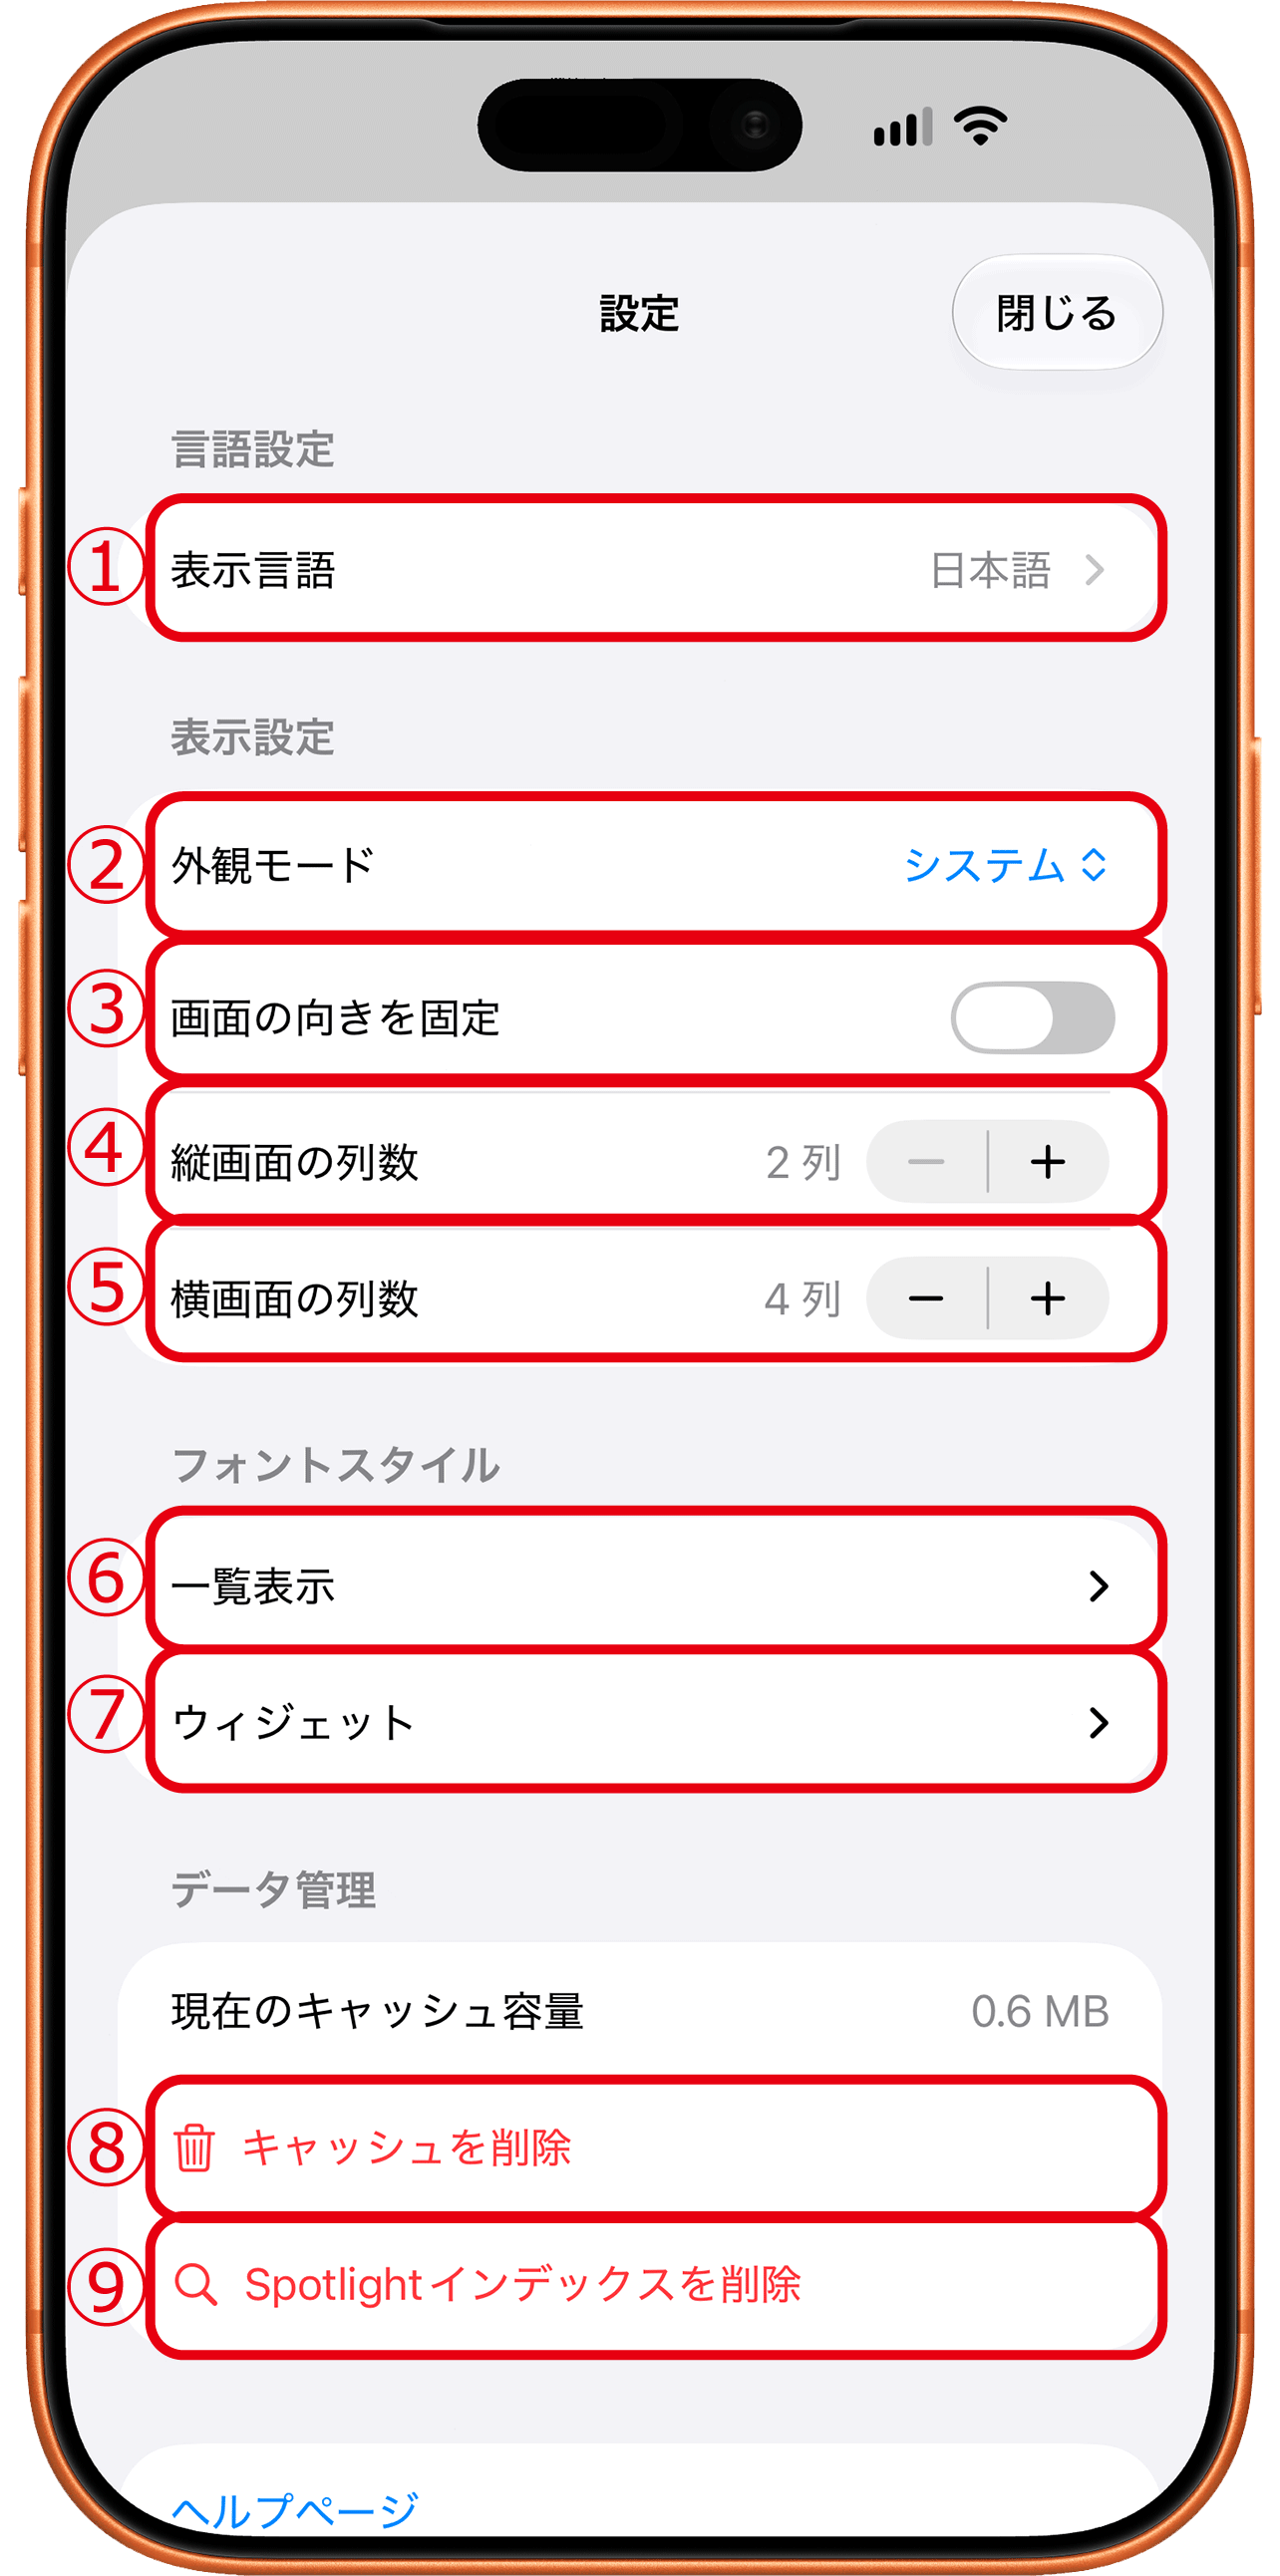 設定
閉じる
言語設定
① 表示言語 日本語
表示設定
② 外観モード システム
③ 画面の向きを固定
④ 縦画面の列数 2 列
⑤ 横画面の列数 4 列
フォントスタイル
⑥ 一覧表示
⑦ ウィジェット
データ管理
現在のキャッシュ容量 0.6 MB
⑧ キャッシュを削除
⑨ Spotlightインデックスを削除
ヘルプページ